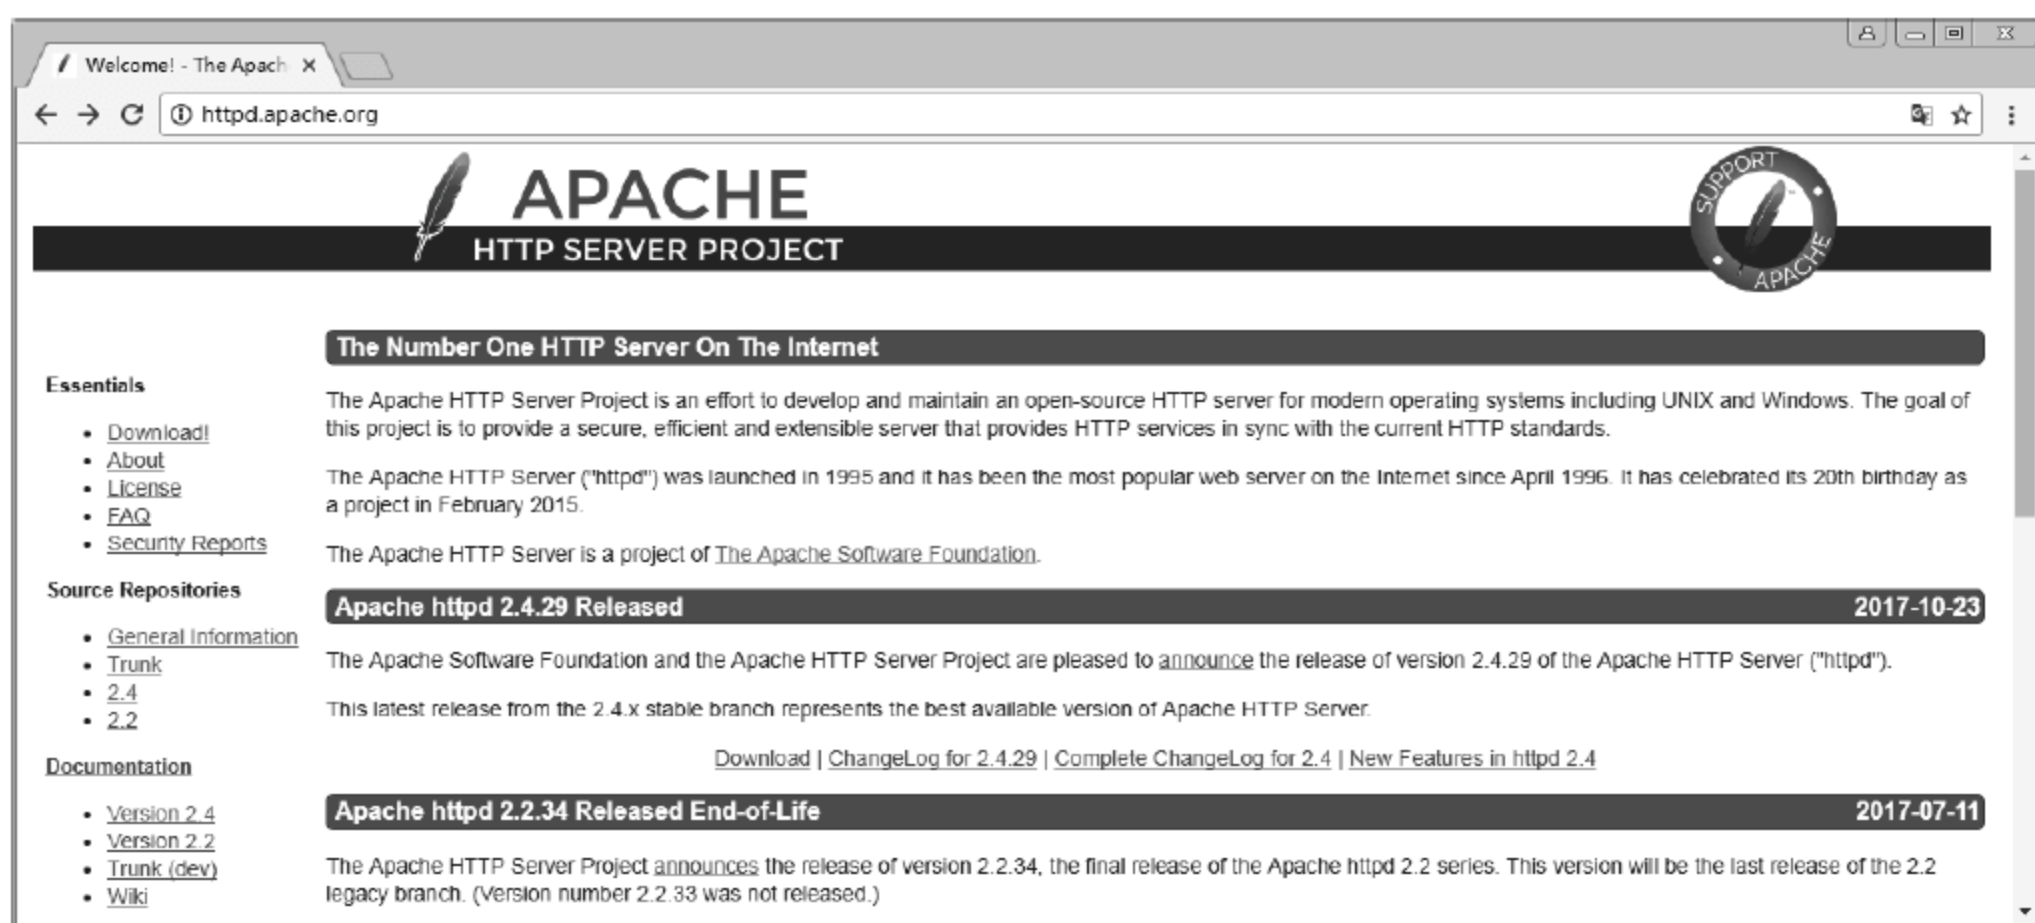 Welcome! - The Apach
httpd.apache.org
APACHE
HTTP SERVER PROJECT
SUPPORT
APACHE
Essentials
Download!
About
License
FAQ
Security Reports
Source Repositories
General Information
Trunk
2.4
2.2
Documentation
Version 2.4
Version 2.2
Trunk (dev)
Wiki
The Number One HTTP Server On The Internet
The Apache HTTP Server Project is an effort to develop and maintain an open-source HTTP server for modern operating systems including UNIX and Windows. The goal of
this project is to provide a secure, efficient and extensible server that provides HTTP services in sync with the current HTTP standards.
The Apache HTTP Server ("httpd") was launched in 1995 and it has been the most popular web server on the Internet since April 1996. It has celebrated its 20th birthday as
a project in February 2015.
The Apache HTTP Server is a project of The Apache Software Foundation.
Apache httpd 2.4.29 Released 2017-10-23
The Apache Software Foundation and the Apache HTTP Server Project are pleased to announce the release of version 2.4.29 of the Apache HTTP Server ("httpd").
This latest release from the 2.4.x stable branch represents the best available version of Apache HTTP Server.
Download | ChangeLog for 2.4.29 | Complete ChangeLog for 2.4 | New Features in httpd 2.4
Apache httpd 2.2.34 Released End-of-Life 2017-07-11
The Apache HTTP Server Project announces the release of version 2.2.34, the final release of the Apache httpd 2.2 series. This version will be the last release of the 2.2
legacy branch. (Version number 2.2.33 was not released.)